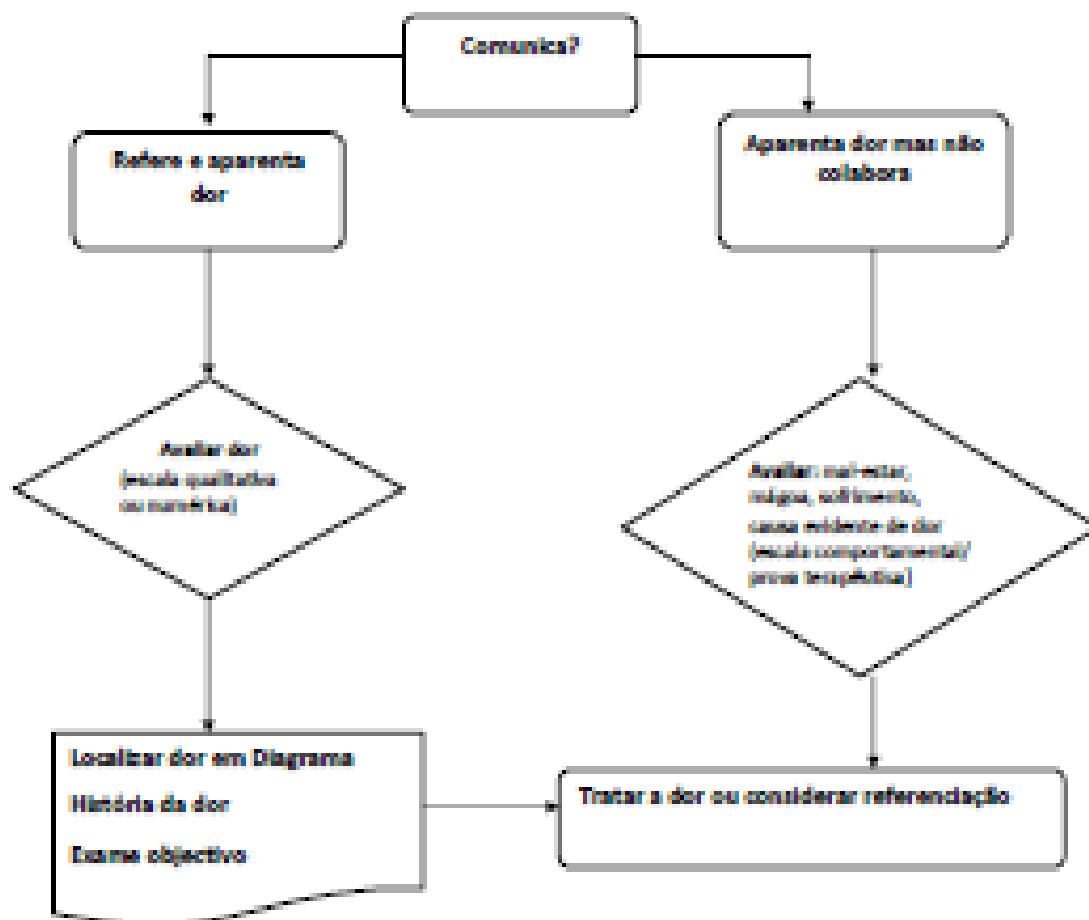 Comunica?
Refere e aparenta
dor
Aparenta dor mas não
colabora
Avaliar dor
(escala qualitativa
ou numérica)
Avaliar: mal-estar,
mágoa, sofrimento,
causa evidente de dor
(escala comportamental)/
prova terapêutica)
Localizar dor em Diagrama
História da dor
Exame objectivo
Tratar a dor ou considerar referenciação